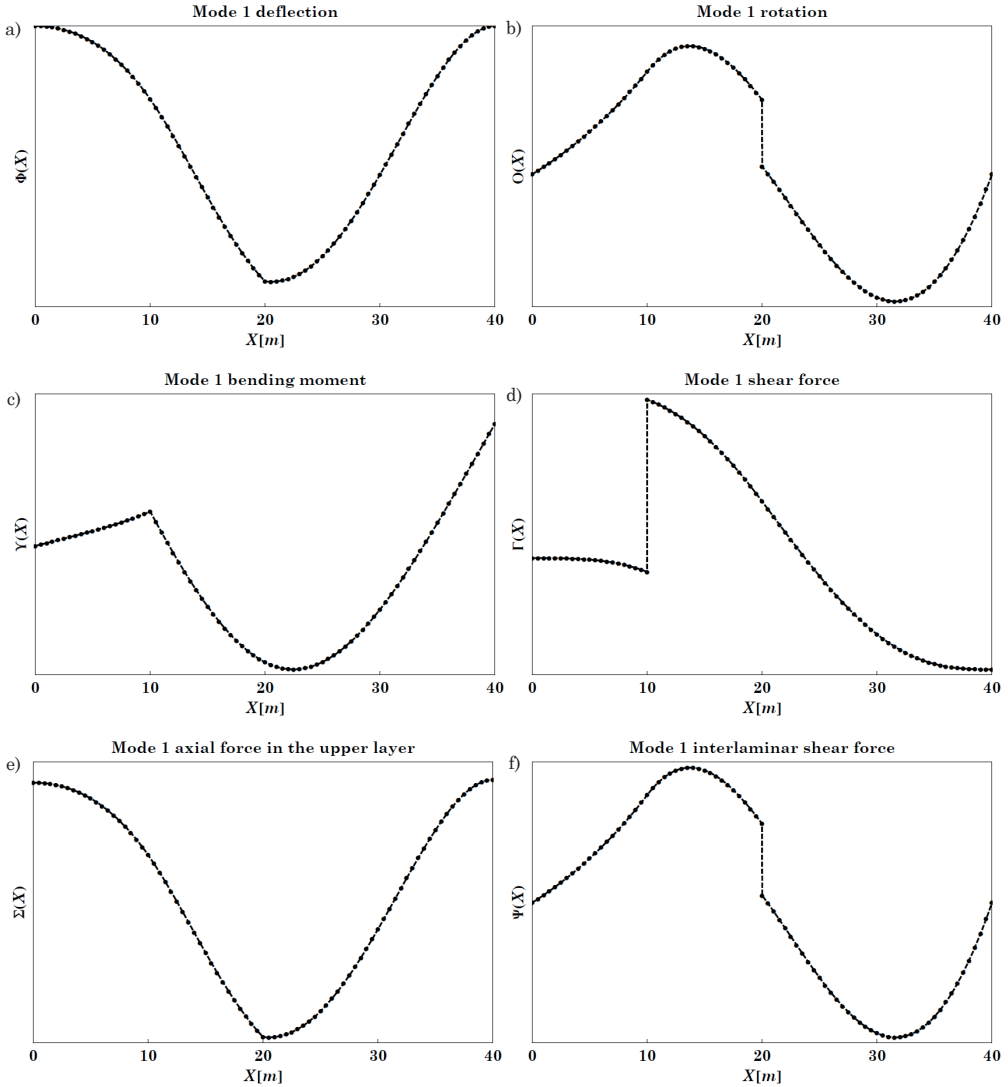 Mode 1 deflection
a)
Φ(X)
0 10 20 30 40
X[m]
Mode 1 rotation
b)
O(X)
0 10 20 30 40
X[m]
Mode 1 bending moment
c)
Υ(X)
0 10 20 30 40
X[m]
Mode 1 shear force
d)
Γ(X)
0 10 20 30 40
X[m]
Mode 1 axial force in the upper layer
e)
Σ(X)
0 10 20 30 40
X[m]
Mode 1 interlaminar shear force
f)
Ψ(X)
0 10 20 30 40
X[m]